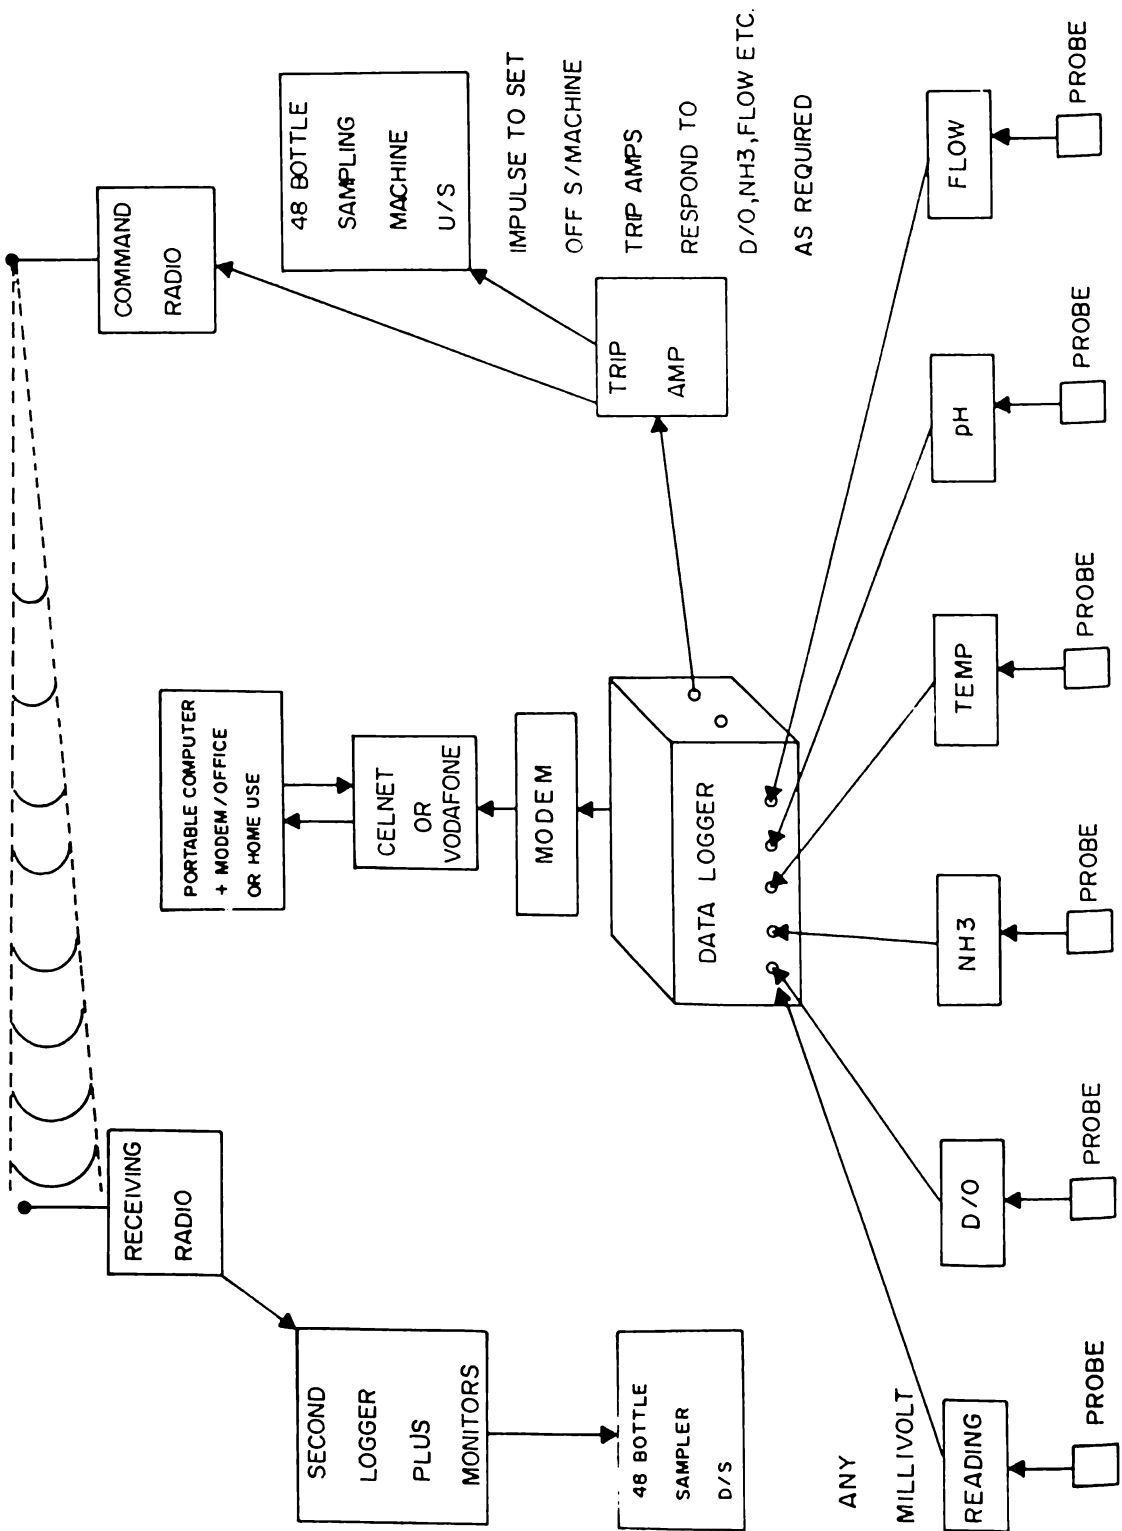 COMMAND
RADIO
48 BOTTLE
SAMPLING
MACHINE
U/S
IMPULSE TO SET
OFF S/MACHINE
TRIP AMPS
RESPOND TO
D/O, NH3, FLOW ETC.
AS REQUIRED
TRIP
AMP
PORTABLE COMPUTER
+ MODEM/OFFICE
OR HOME USE
CELNET
OR
VODAFONE
MODEM
DATA LOGGER
RECEIVING
RADIO
SECOND
LOGGER
PLUS
MONITORS
48 BOTTLE
SAMPLER
D/S
ANY
MILLIVOLT
READING
D/O
NH3
TEMP
pH
FLOW
PROBE
PROBE
PROBE
PROBE
PROBE
PROBE